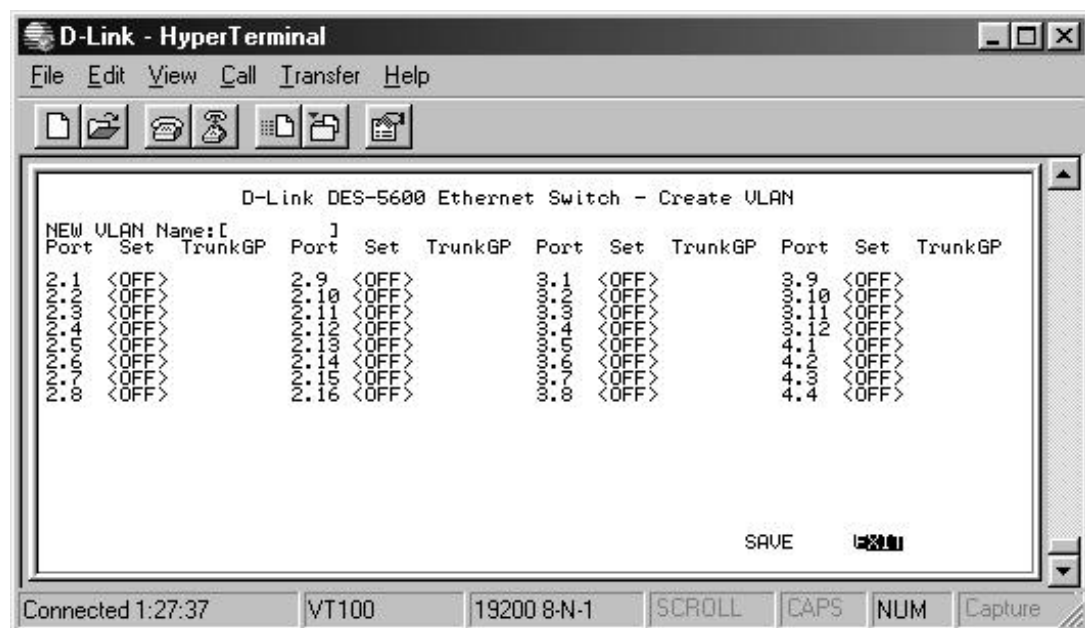 D-Link - HyperTerminal
File Edit View Call Transfer Help
D-Link DES-5600 Ethernet Switch - Create VLAN
NEW VLAN Name:[ ]
Port Set TrunkGP Port Set TrunkGP Port Set TrunkGP Port Set TrunkGP
2.1 <OFF> 2.9 <OFF> 3.1 <OFF> 3.9 <OFF>
2.2 <OFF> 2.10 <OFF> 3.2 <OFF> 3.10 <OFF>
2.3 <OFF> 2.11 <OFF> 3.3 <OFF> 3.11 <OFF>
2.4 <OFF> 2.12 <OFF> 3.4 <OFF> 3.12 <OFF>
2.5 <OFF> 2.13 <OFF> 3.5 <OFF> 4.1 <OFF>
2.6 <OFF> 2.14 <OFF> 3.6 <OFF> 4.2 <OFF>
2.7 <OFF> 2.15 <OFF> 3.7 <OFF> 4.3 <OFF>
2.8 <OFF> 2.16 <OFF> 3.8 <OFF> 4.4 <OFF>
SAVE EXIT
Connected 1:27:37 VT100 19200 8-N-1 SCROLL CAPS NUM Capture